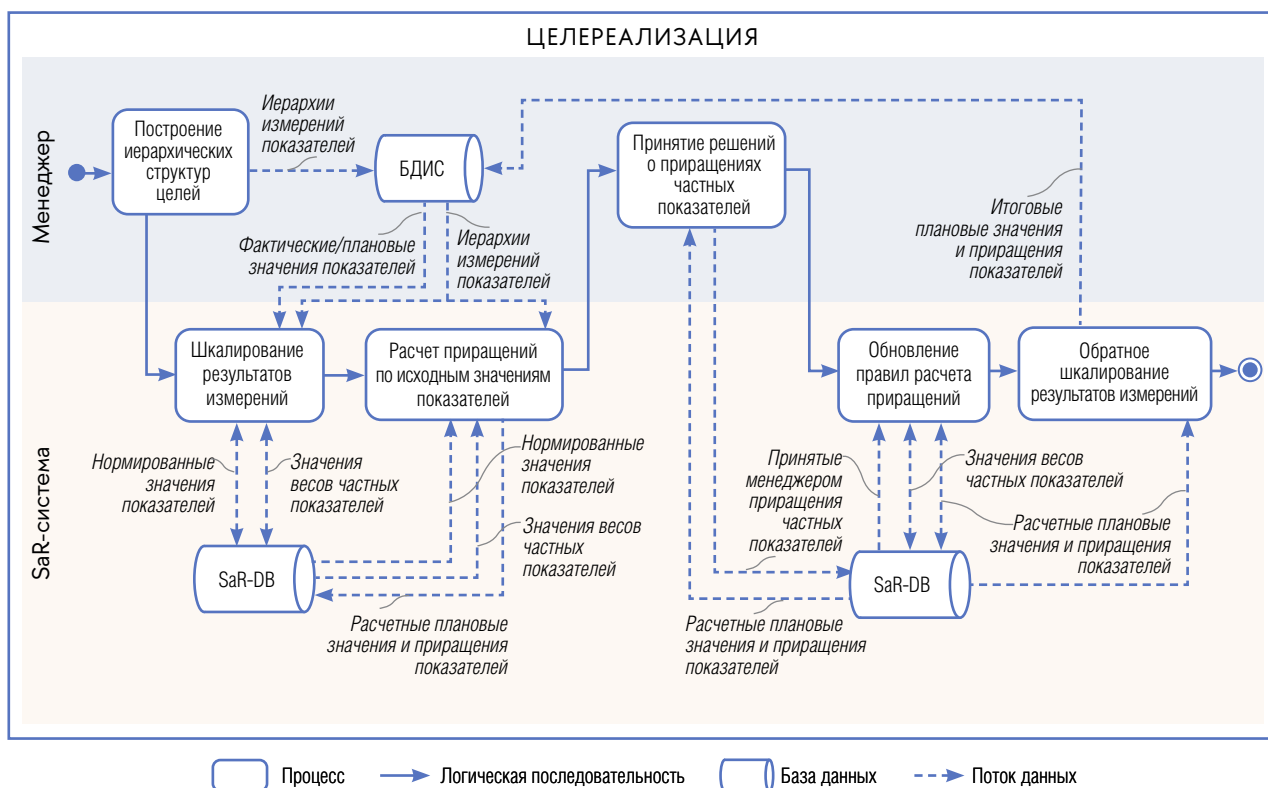 ЦЕЛЕРЕАЛИЗАЦИЯ
Менеджер
Построение
иерархических
структур
целей
Иерархии
измерений
показателей
БДИС
Фактические/плановые
значения показателей
Иерархии
измерений
показателей
Принятие решений
о приращениях
частных
показателей
Итоговые
плановые значения
и приращения
показателей
SaR-система
Шкалирование
результатов
измерений
Расчет приращений
по исходным значениям
показателей
Обновление
правил расчета
приращений
Обратное
шкалирование
результатов измерений
Нормированные
значения
показателей
Значения
весов частных
показателей
Нормированные
значения
показателей
Значения весов
частных
показателей
SaR-DB
Расчетные плановые
значения и приращения
показателей
Принятые
менеджером
приращения
частных
показателей
Значения весов
частных показателей
Расчетные плановые
значения и приращения
показателей
SaR-DB
Расчетные плановые
значения и приращения
показателей
Процесс
Логическая последовательность
База данных
Поток данных